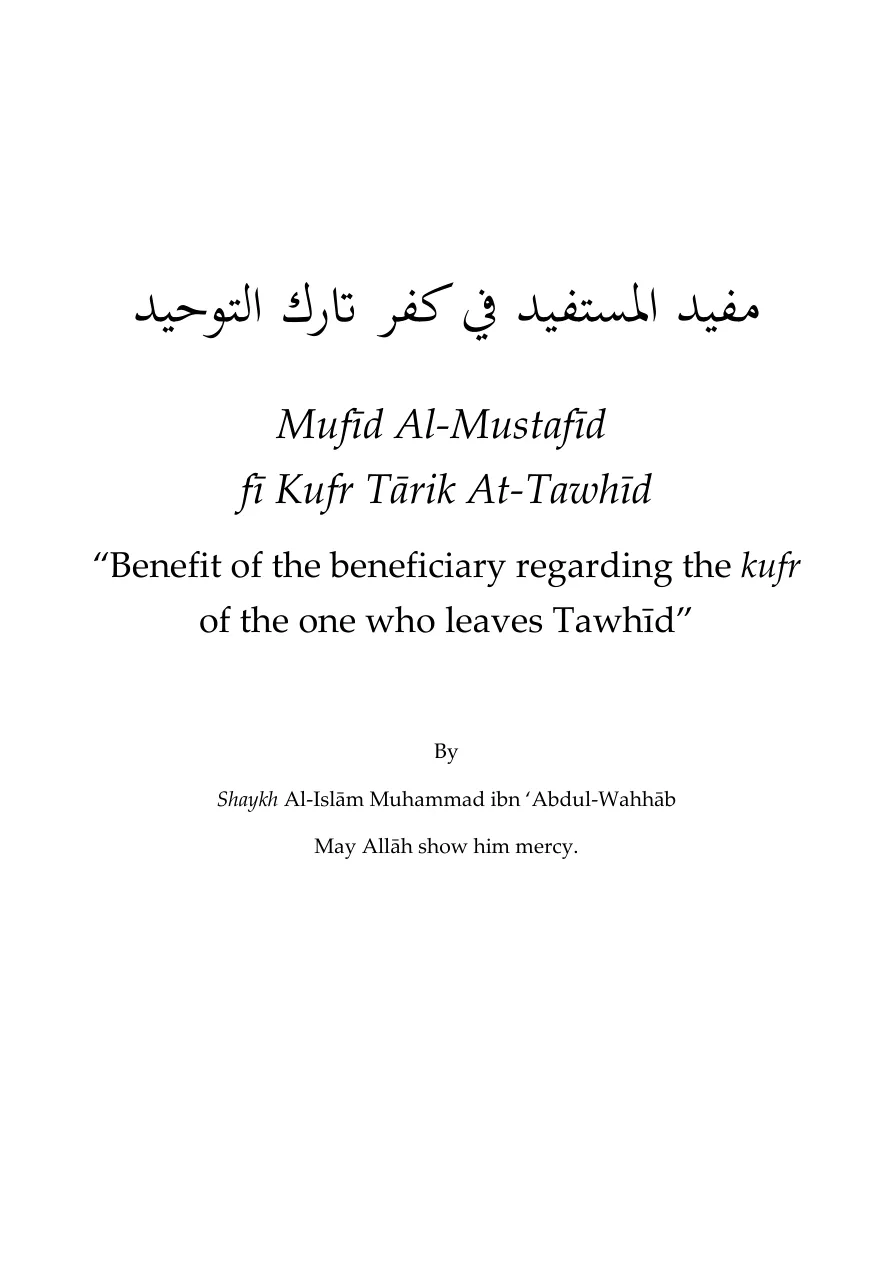 مفيد المستفيد في كفر تارك التوحيد
Mufīd Al-Mustafīd
fī Kufr Tārik At-Tawhīd
“Benefit of the beneficiary regarding the kufr
of the one who leaves Tawhīd”
By
Shaykh Al-Islām Muhammad ibn ‘Abdul-Wahhāb
May Allāh show him mercy.